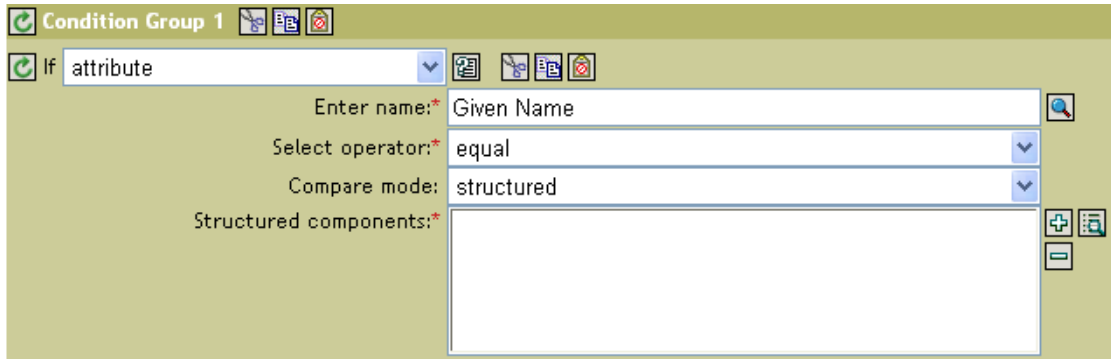 Condition Group 1
If attribute
Enter name:* Given Name
Select operator:* equal
Compare mode: structured
Structured components:*